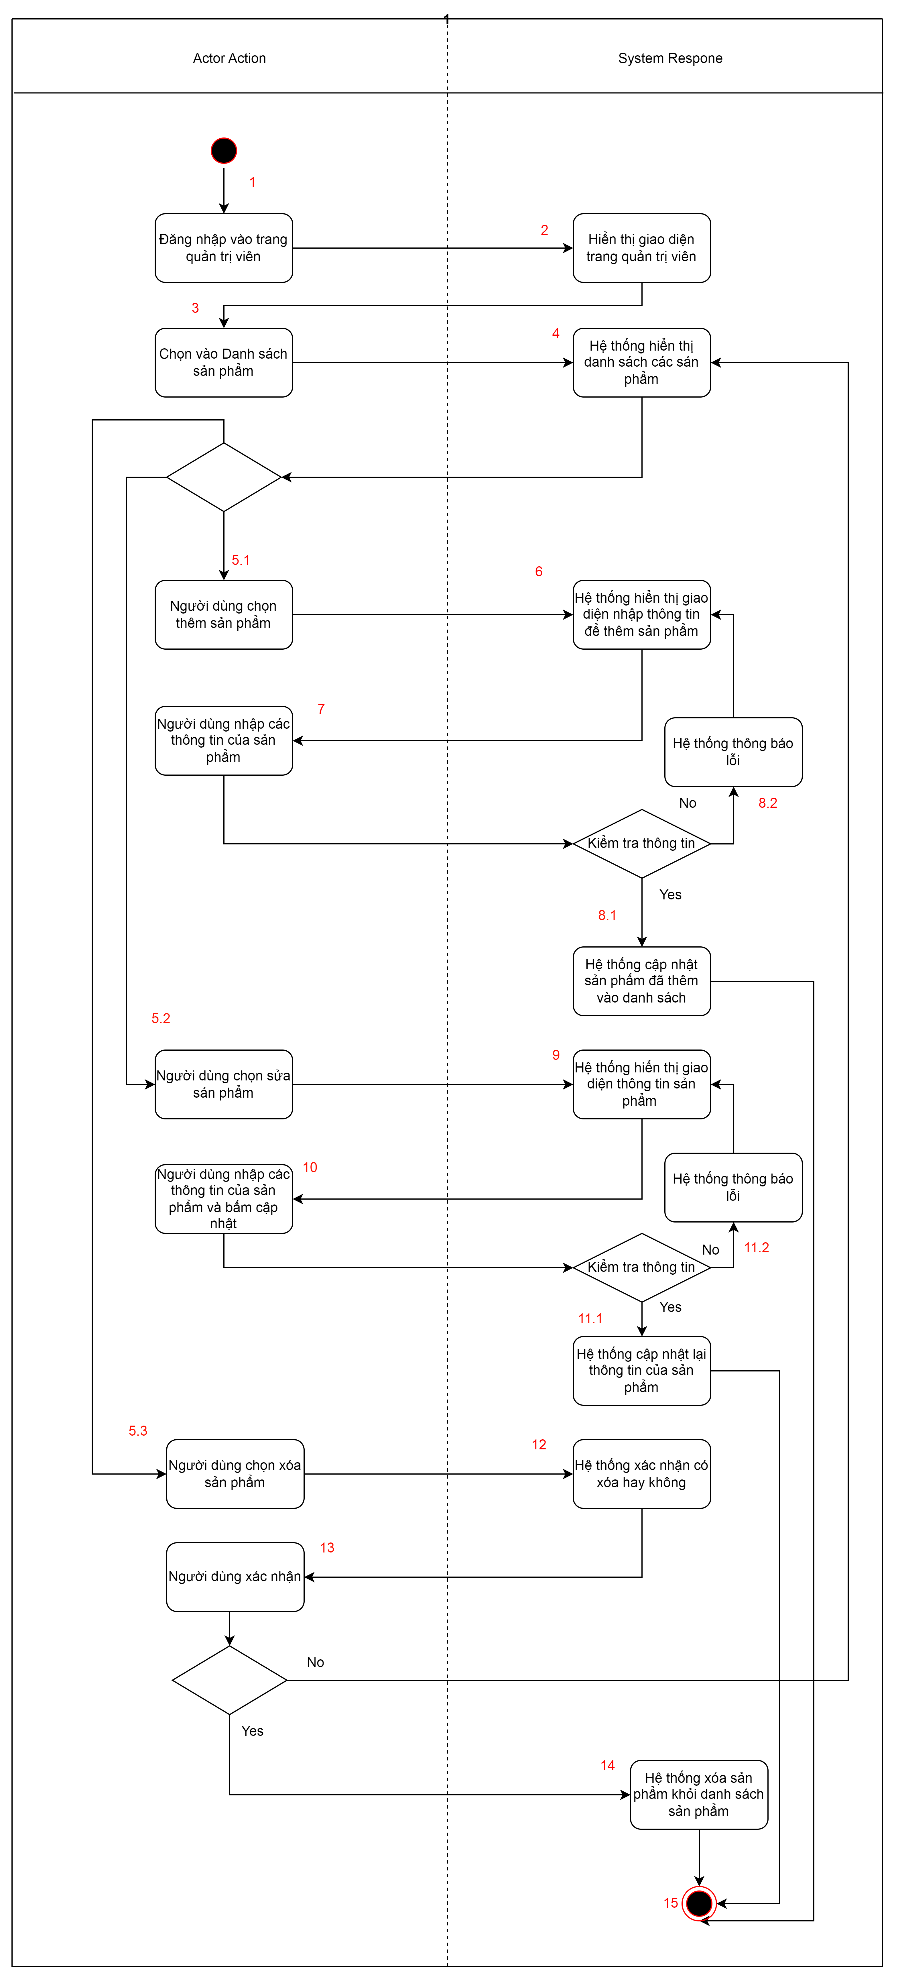 1
Actor Action
System Respone
1
Đăng nhập vào trang
quản trị viên
2
Hiển thị giao diện
trang quản trị viên
3
Chọn vào Danh sách
sản phẩm
4
Hệ thống hiển thị
danh sách các sản
phẩm
5.1
Người dùng chọn
thêm sản phẩm
6
Hệ thống hiển thị giao
diện nhập thông tin
để thêm sản phẩm
7
Người dùng nhập các
thông tin của sản
phẩm
Hệ thống thông báo
lỗi
No
8.2
Kiểm tra thông tin
Yes
8.1
Hệ thống cập nhật
sản phẩm đã thêm
vào danh sách
5.2
Người dùng chọn sửa
sản phẩm
9
Hệ thống hiển thị giao
diện thông tin sản
phẩm
10
Người dùng nhập các
thông tin của sản
phẩm và bấm cập
nhật
Hệ thống thông báo
lỗi
No
11.2
Kiểm tra thông tin
Yes
11.1
Hệ thống cập nhật lại
thông tin của sản
phẩm
5.3
Người dùng chọn xóa
sản phẩm
12
Hệ thống xác nhận có
xóa hay không
13
Người dùng xác nhận
No
Yes
14
Hệ thống xóa sản
phẩm khỏi danh sách
sản phẩm
15